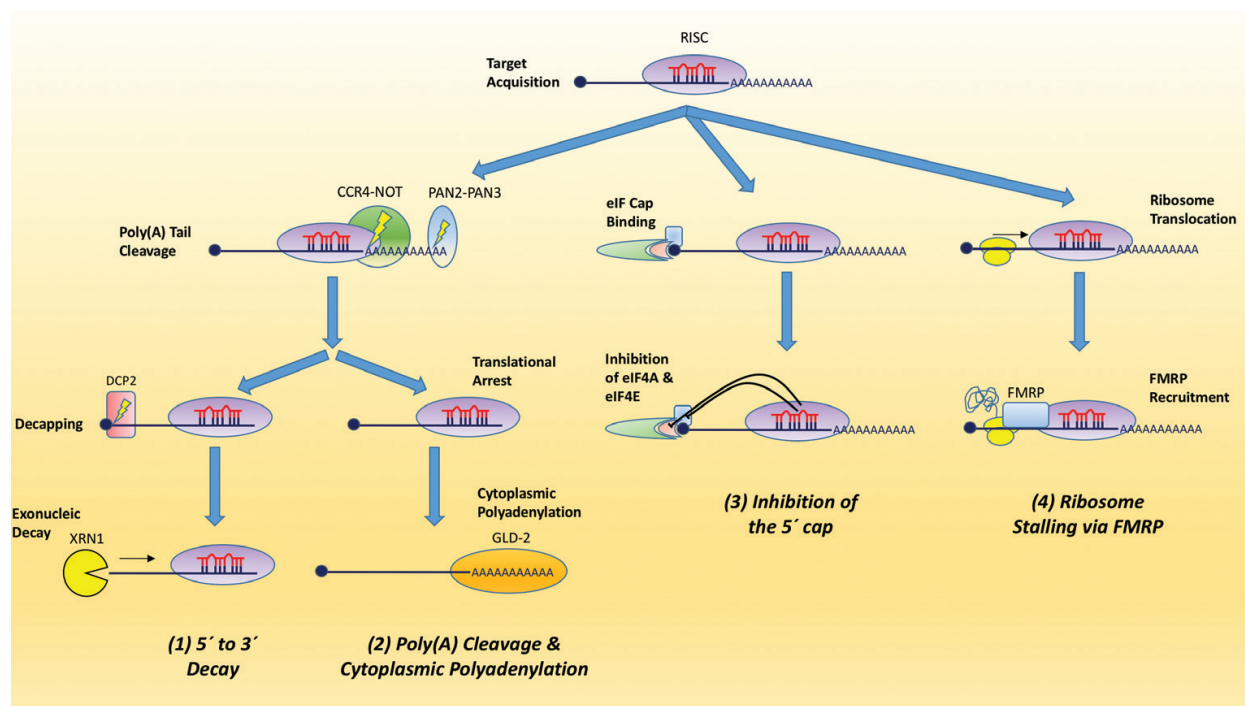 RISC
Target
Acquisition
AAAAAAAAAAA
CCR4-NOT
PAN2-PAN3
Poly(A) Tail
Cleavage
AAAAAAAAAAA
eIF Cap
Binding
AAAAAAAAAAA
Ribosome
Translocation
AAAAAAAAAAA
DCP2
Decapping
Translational
Arrest
Inhibition
of eIF4A &
eIF4E
AAAAAAAAAAA
FMRP
FMRP
Recruitment
AAAAAAAAAAA
Exonucleic
Decay
XRN1
Cytoplasmic
Polyadenylation
GLD-2
AAAAAAAAAAA
(3) Inhibition of
the 5´ cap
(4) Ribosome
Stalling via FMRP
(1) 5´ to 3´
Decay
(2) Poly(A) Cleavage &
Cytoplasmic Polyadenylation